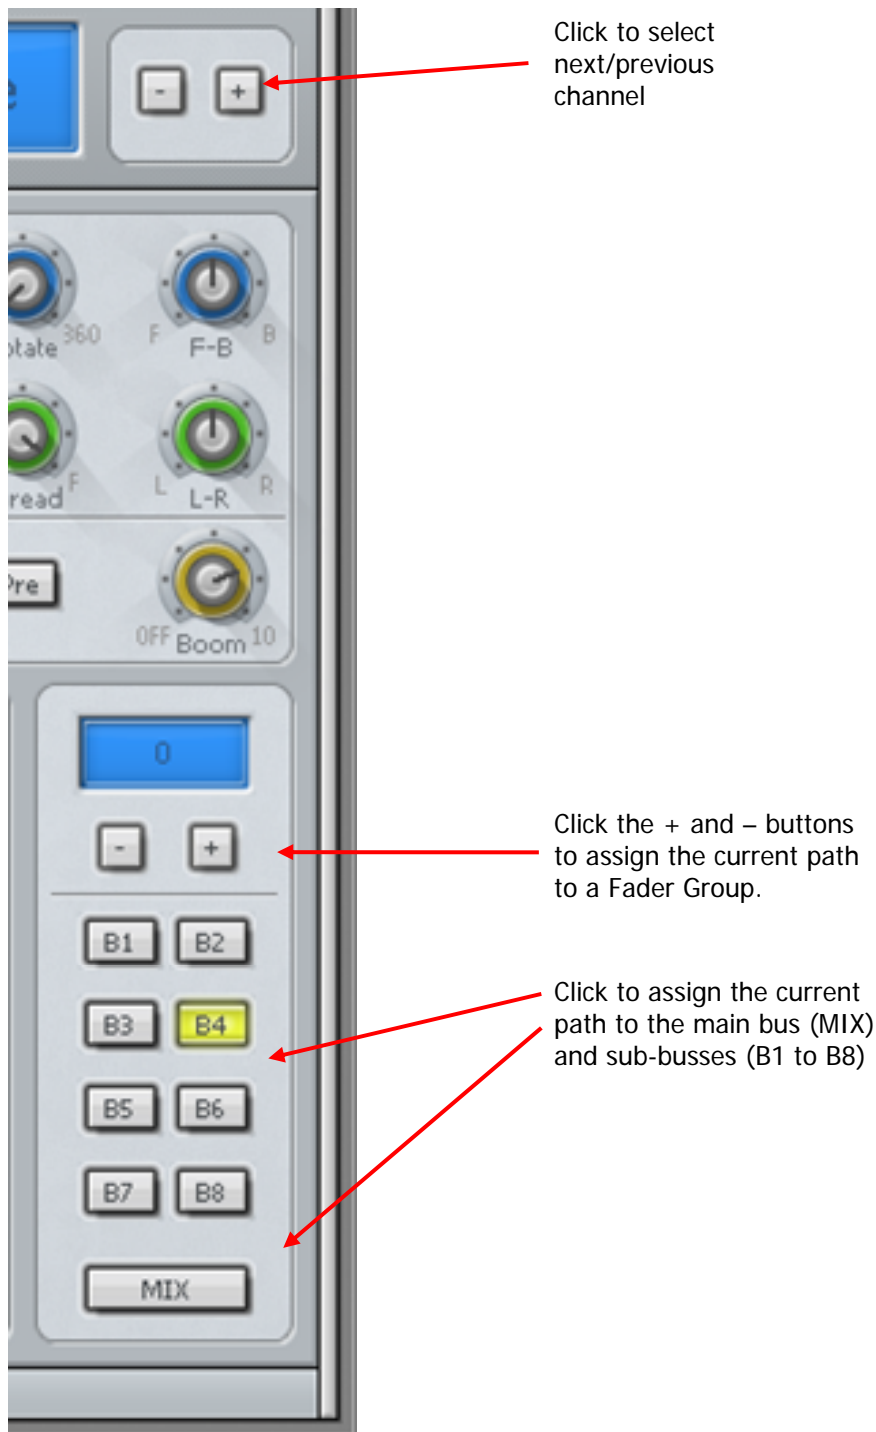 Click to select
next/previous
channel
- +
360 F B
F-B
F L R
L-R
Pre
OFF Boom 10
0
- +
Click the + and – buttons
to assign the current path
to a Fader Group.
B1 B2
B3 B4
B5 B6
B7 B8
MIX
Click to assign the current
path to the main bus (MIX)
and sub-busses (B1 to B8)